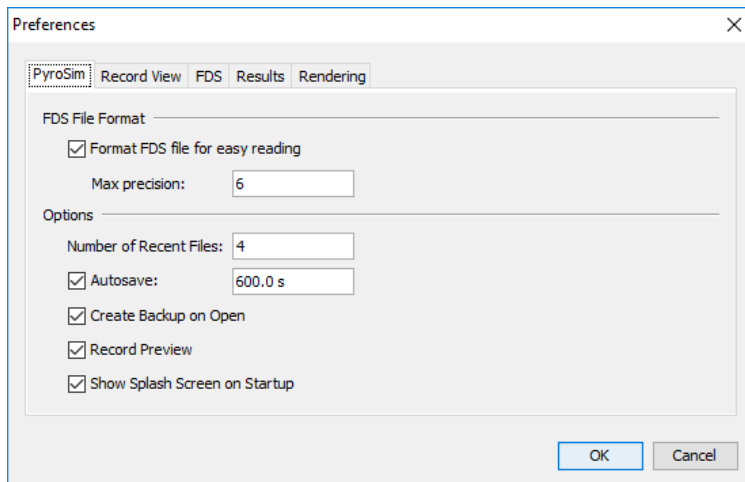 Preferences
PyroSim Record View FDS Results Rendering
FDS File Format
Format FDS file for easy reading
Max precision: 6
Options
Number of Recent Files: 4
Autosave: 600.0 s
Create Backup on Open
Record Preview
Show Splash Screen on Startup
OK Cancel